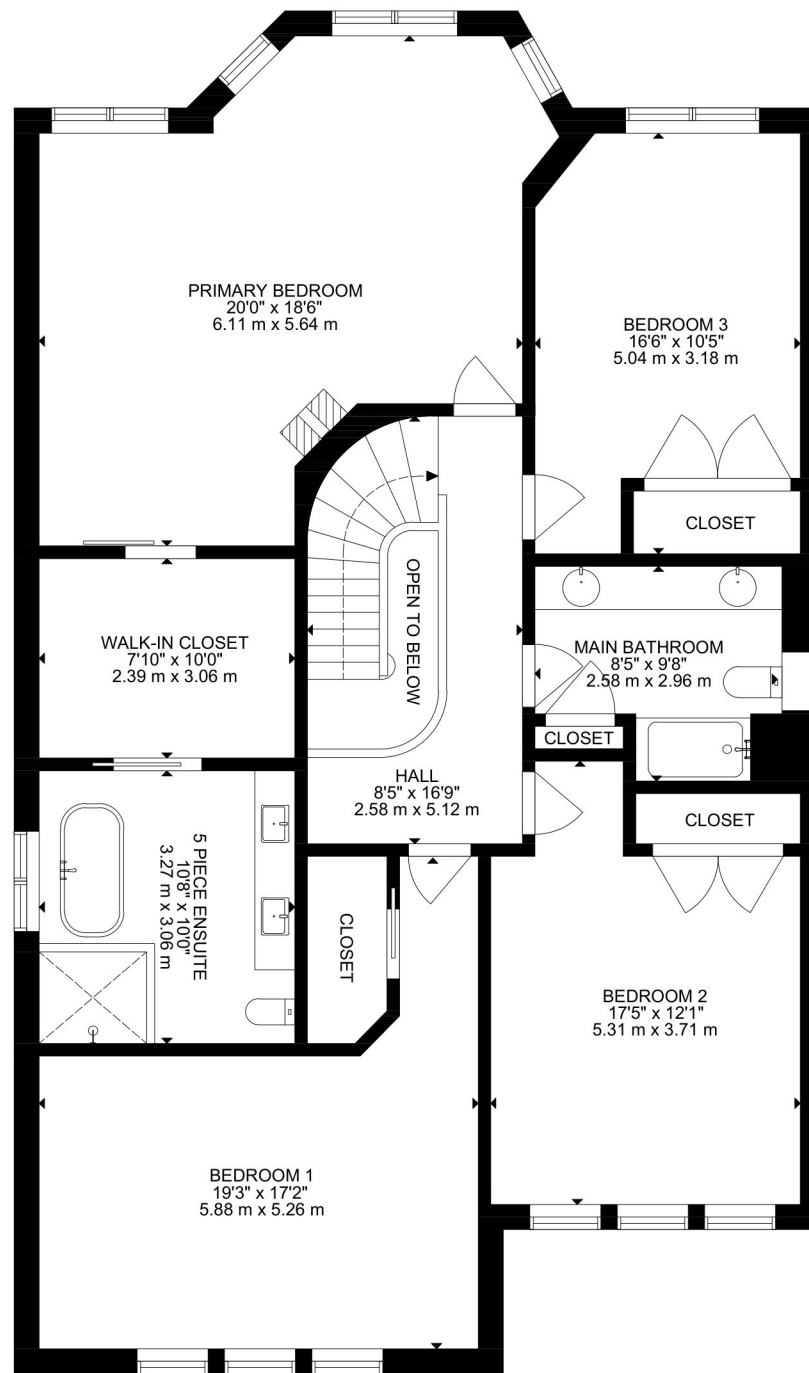 PRIMARY BEDROOM
20'0" x 18'6"
6.11 m x 5.64 m
BEDROOM 3
16'6" x 10'5"
5.04 m x 3.18 m
CLOSET
OPEN TO BELOW
WALK-IN CLOSET
7'10" x 10'0"
2.39 m x 3.06 m
MAIN BATHROOM
8'5" x 9'8"
2.58 m x 2.96 m
CLOSET
HALL
8'5" x 16'9"
2.58 m x 5.12 m
CLOSET
5 PIECE ENSUITE
10'8" x 10'0"
3.27 m x 3.06 m
CLOSET
BEDROOM 2
17'5" x 12'1"
5.31 m x 3.71 m
BEDROOM 1
19'3" x 17'2"
5.88 m x 5.26 m